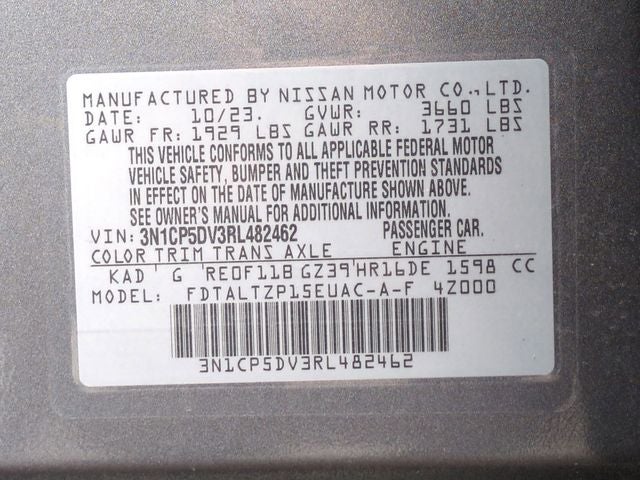 MANUFACTURED BY NISSAN MOTOR CO.,LTD.
DATE: 10/23. GVWR: 3660 LBS
GAWR FR: 1929 LBS GAWR RR: 1731 LBS
THIS VEHICLE CONFORMS TO ALL APPLICABLE FEDERAL MOTOR
VEHICLE SAFETY, BUMPER AND THEFT PREVENTION STANDARDS
IN EFFECT ON THE DATE OF MANUFACTURE SHOWN ABOVE.
SEE OWNER'S MANUAL FOR ADDITIONAL INFORMATION.
VIN: 3N1CP5DV3RL482462 PASSENGER CAR.
COLOR TRIM TRANS AXLE ENGINE
KAD G RE0F11B GZ39 HR16DE 1598 CC
MODEL: FDTALTZP15EUAC-A-F 4Z000
3N1CP5DV3RL482462